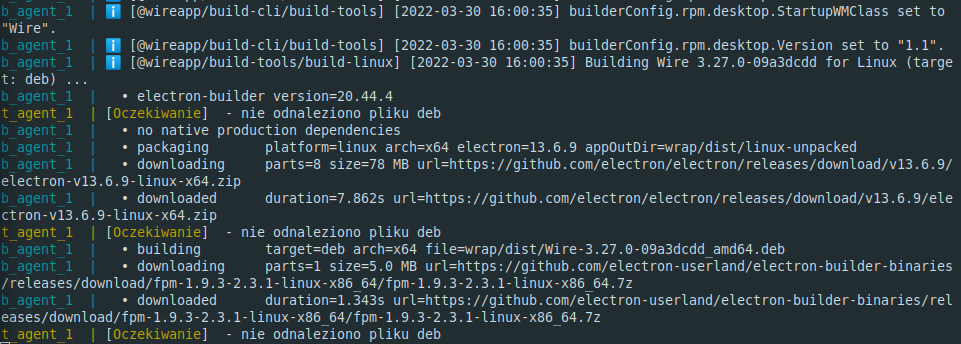 b_agent_1  | ℹ [@wireapp/build-cli/build-tools] [2022-03-30 16:00:35] builderConfig.rpm.desktop.StartupWMClass set to
"Wire".
b_agent_1  | ℹ [@wireapp/build-cli/build-tools] [2022-03-30 16:00:35] builderConfig.rpm.desktop.Version set to "1.1".
b_agent_1  | ℹ [@wireapp/build-tools/build-linux] [2022-03-30 16:00:35] Building Wire 3.27.0-09a3dcdd for Linux (targe
t: deb) ...
b_agent_1  |   • electron-builder version=20.44.4
t_agent_1  | [Oczekiwanie]  - nie odnaleziono pliku deb
b_agent_1  |   • no native production dependencies
b_agent_1  |   • packaging       platform=linux arch=x64 electron=13.6.9 appOutDir=wrap/dist/linux-unpacked
b_agent_1  |   • downloading     parts=8 size=78 MB url=https://github.com/electron/electron/releases/download/v13.6.9/
electron-v13.6.9-linux-x64.zip
b_agent_1  |   • downloaded      duration=7.862s url=https://github.com/electron/electron/releases/download/v13.6.9/ele
ctron-v13.6.9-linux-x64.zip
t_agent_1  | [Oczekiwanie]  - nie odnaleziono pliku deb
b_agent_1  |   • building        target=deb arch=x64 file=wrap/dist/Wire-3.27.0-09a3dcdd_amd64.deb
b_agent_1  |   • downloading     parts=1 size=5.0 MB url=https://github.com/electron-userland/electron-builder-binaries
/releases/download/fpm-1.9.3-2.3.1-linux-x86_64/fpm-1.9.3-2.3.1-linux-x86_64.7z
b_agent_1  |   • downloaded      duration=1.343s url=https://github.com/electron-userland/electron-builder-binaries/rel
eases/download/fpm-1.9.3-2.3.1-linux-x86_64/fpm-1.9.3-2.3.1-linux-x86_64.7z
t_agent_1  | [Oczekiwanie]  - nie odnaleziono pliku deb